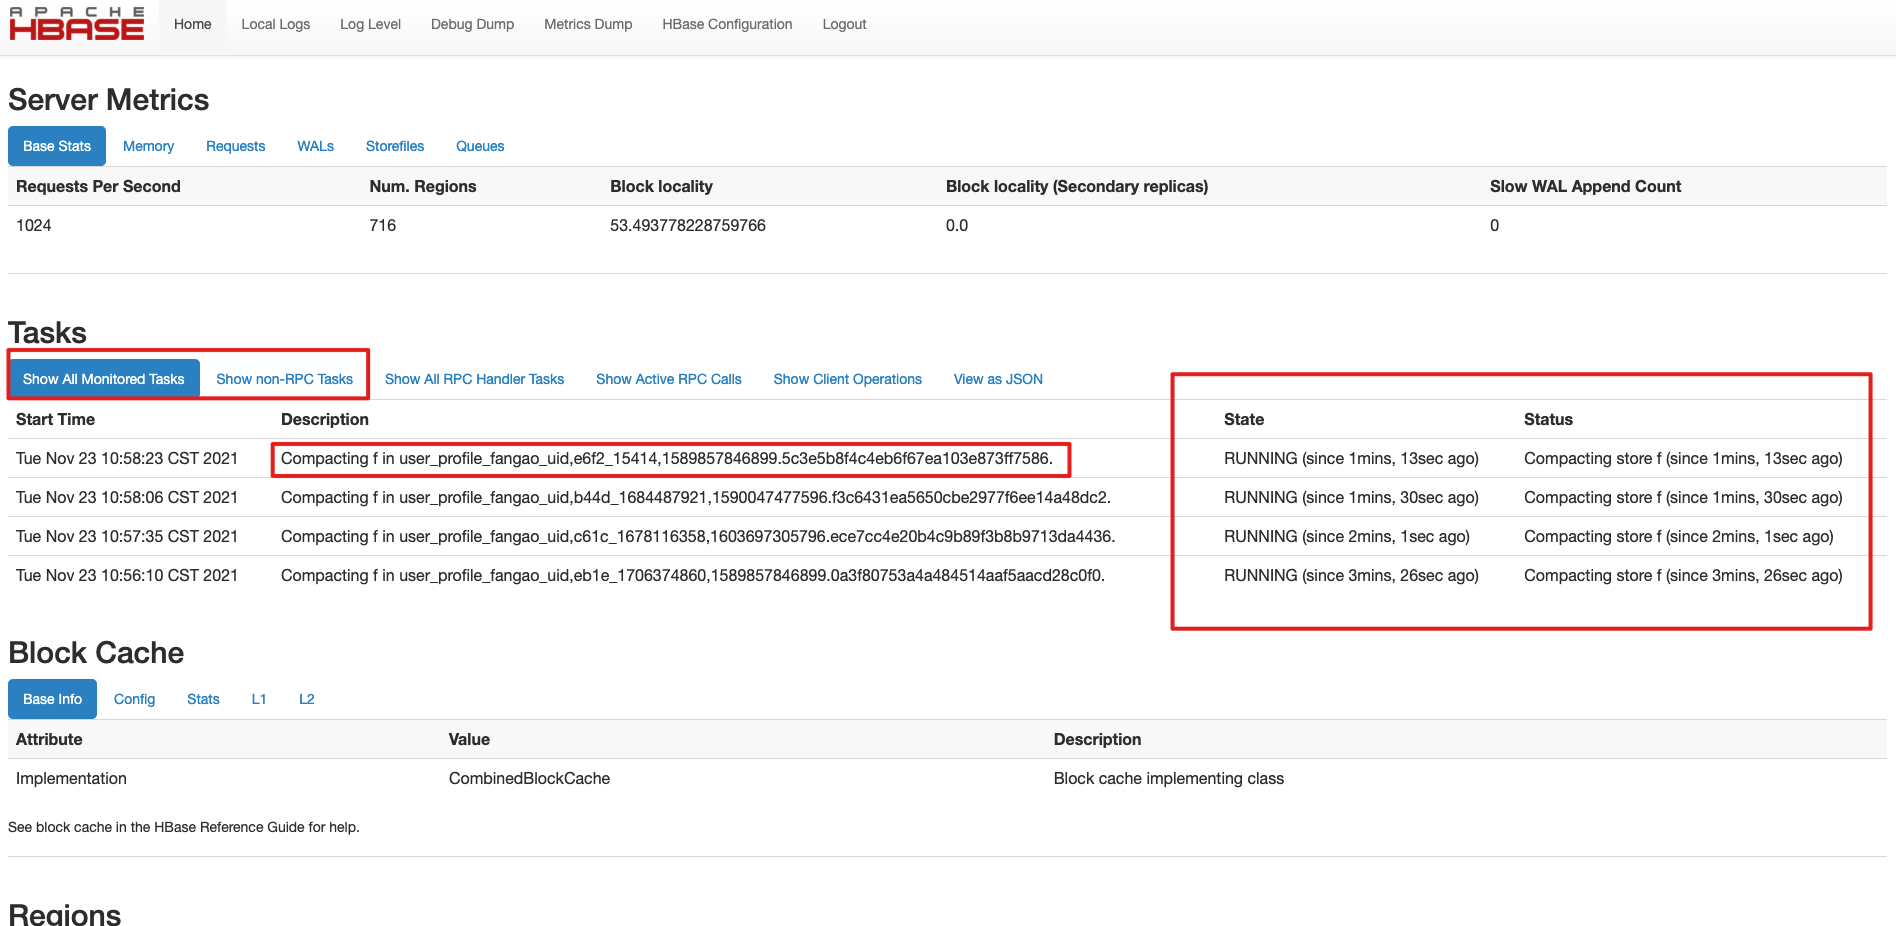 APACHE
HBASE
Home Local Logs Log Level Debug Dump Metrics Dump HBase Configuration Logout
Server Metrics
Base Stats Memory Requests WALs Storefiles Queues
Requests Per Second Num. Regions Block locality Block locality (Secondary replicas) Slow WAL Append Count
1024 716 53.493778228759766 0.0 0
Tasks
Show All Monitored Tasks Show non-RPC Tasks Show All RPC Handler Tasks Show Active RPC Calls Show Client Operations View as JSON
Start Time Description State Status
Tue Nov 23 10:58:23 CST 2021 Compacting f in user_profile_fangao_uid,e6f2_15414,1589857846899.5c3e5b8f4c4eb6f67ea103e873ff7586. RUNNING (since 1mins, 13sec ago) Compacting store f (since 1mins, 13sec ago)
Tue Nov 23 10:58:06 CST 2021 Compacting f in user_profile_fangao_uid,b44d_1684487921,1590047477596.f3c6431ea5650cbe2977f6ee14a48dc2. RUNNING (since 1mins, 30sec ago) Compacting store f (since 1mins, 30sec ago)
Tue Nov 23 10:57:35 CST 2021 Compacting f in user_profile_fangao_uid,c61c_1678116358,1603697305796.ece7cc4e20b4c9b89f3b8b9713da4436. RUNNING (since 2mins, 1sec ago) Compacting store f (since 2mins, 1sec ago)
Tue Nov 23 10:56:10 CST 2021 Compacting f in user_profile_fangao_uid,eb1e_1706374860,1589857846899.0a3f80753a4a484514aaf5aacd28c0f0. RUNNING (since 3mins, 26sec ago) Compacting store f (since 3mins, 26sec ago)
Block Cache
Base Info Config Stats L1 L2
Attribute Value Description
Implementation CombinedBlockCache Block cache implementing class
See block cache in the HBase Reference Guide for help.
Regions